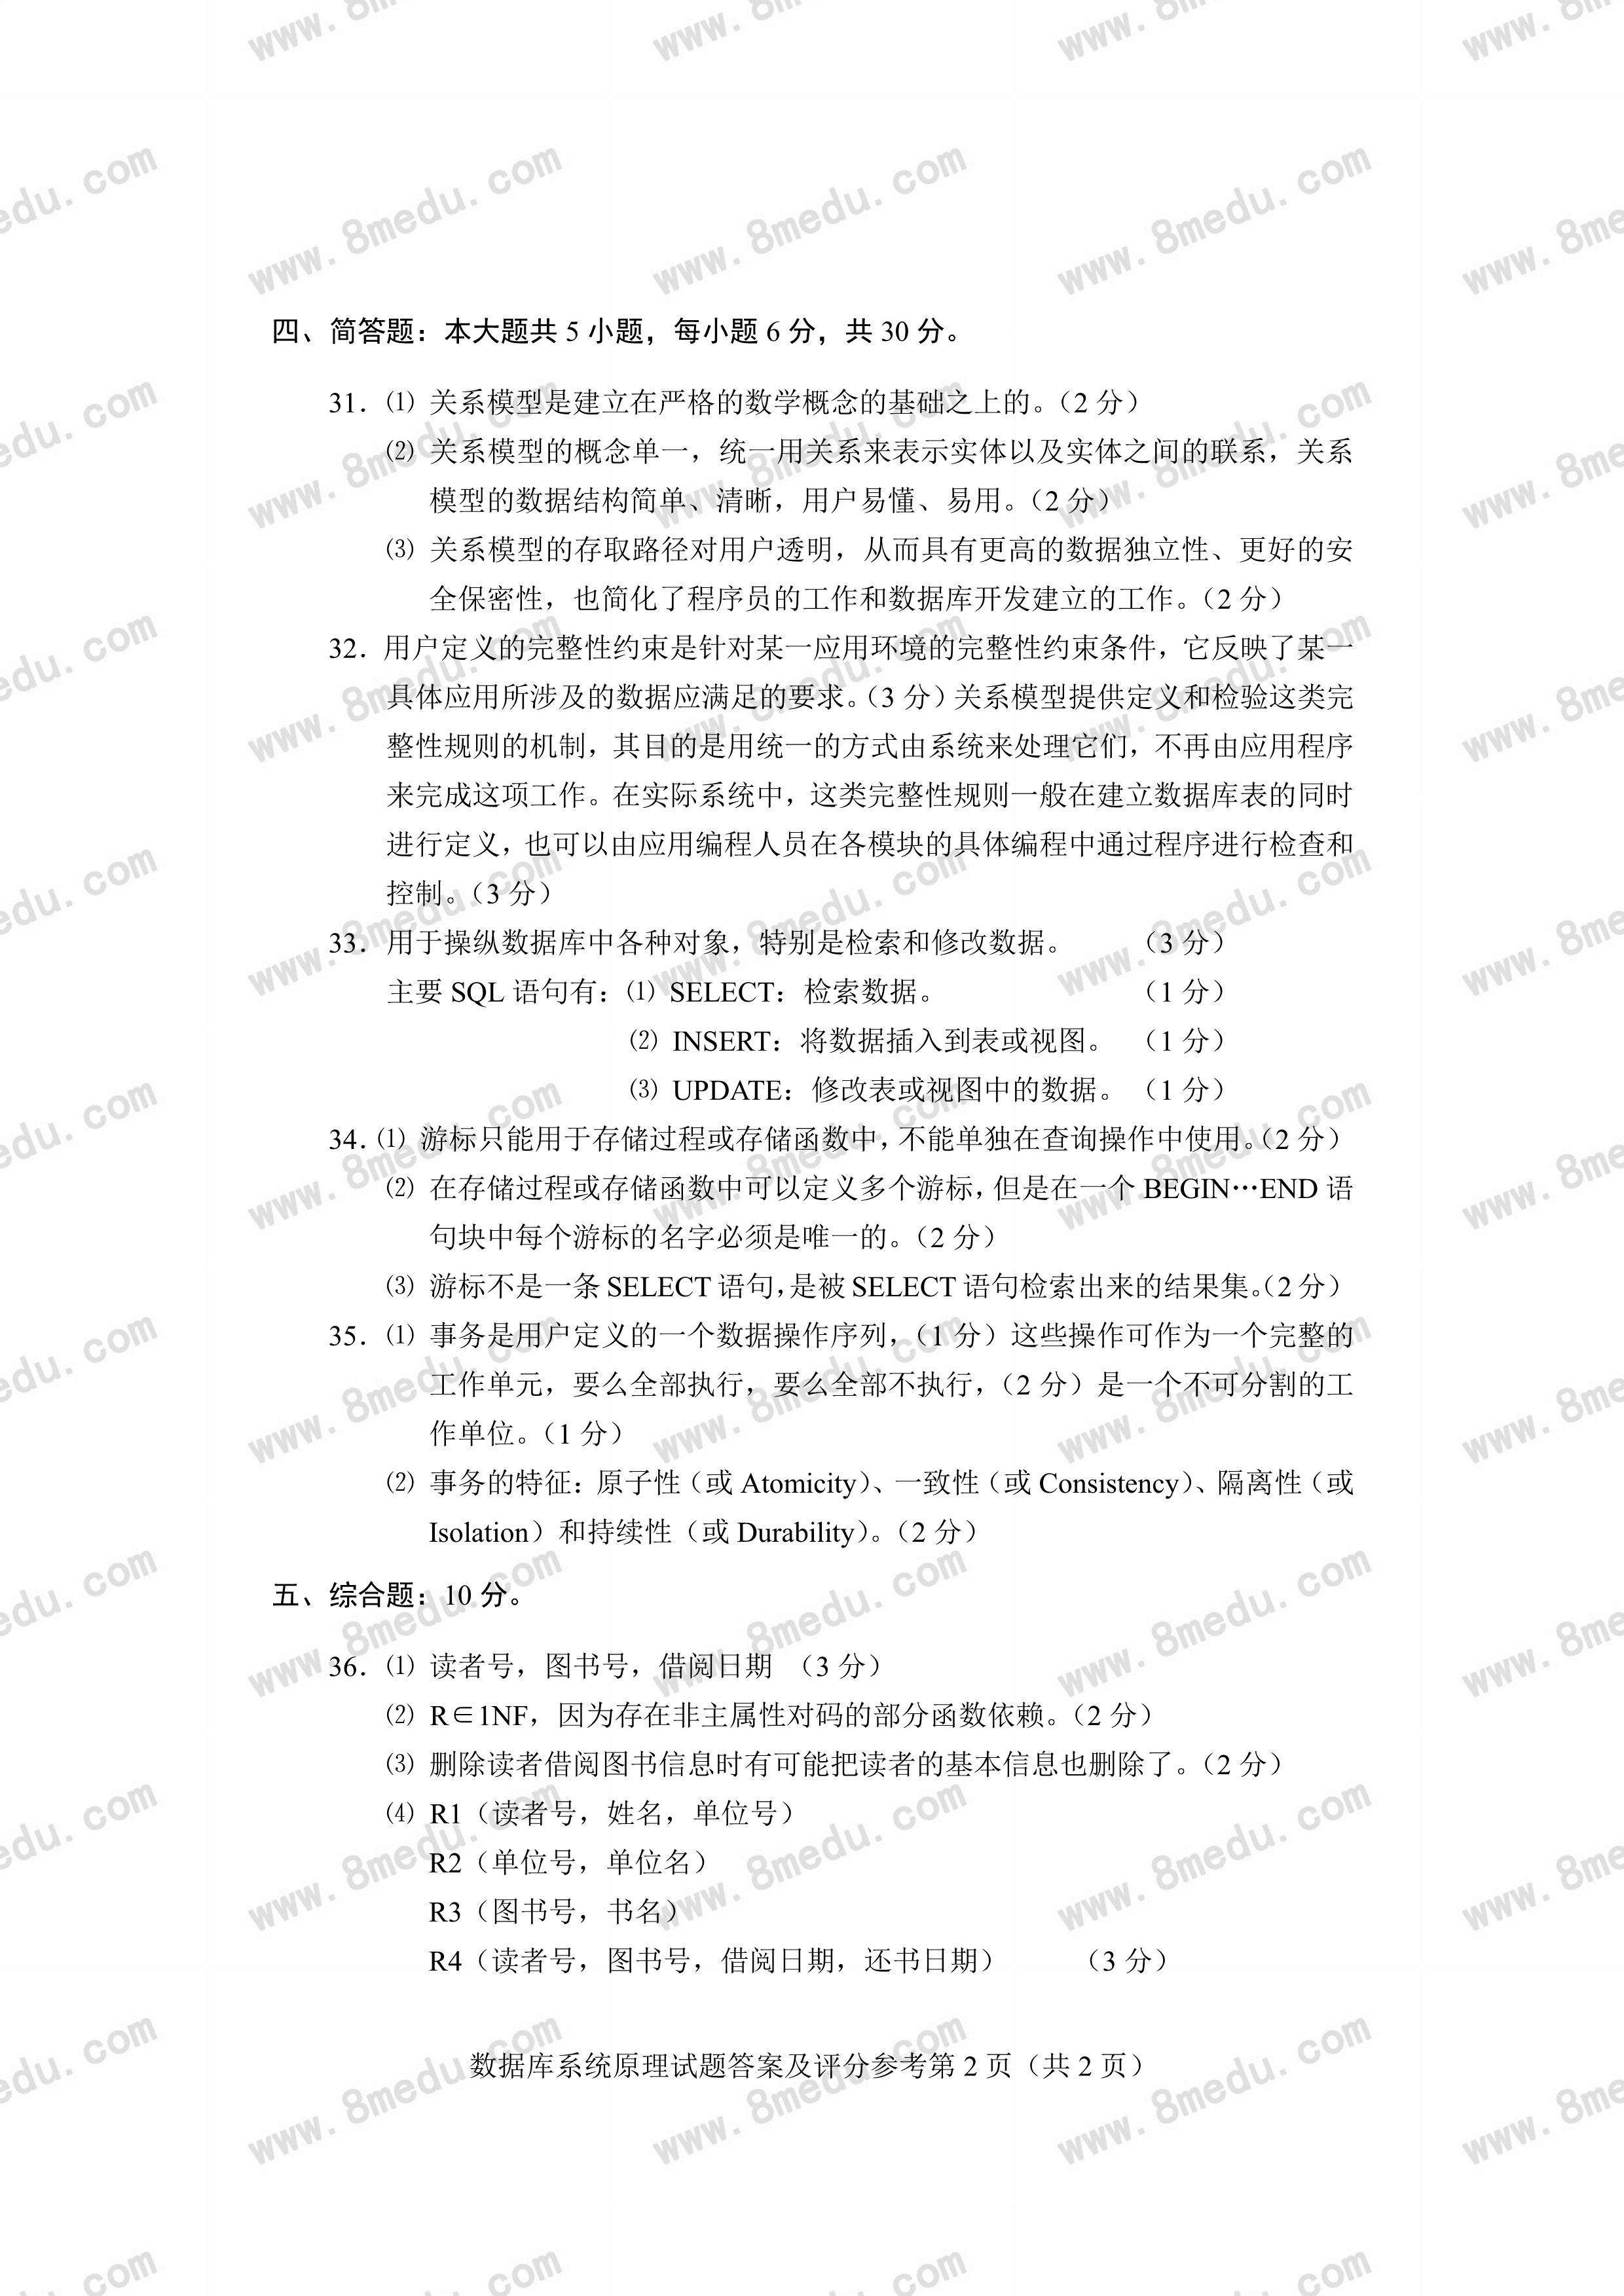 四、简答题：本大题共 5 小题，每小题 6 分，共 30 分。
31．⑴ 关系模型是建立在严格的数学概念的基础之上的。（2 分）
⑵ 关系模型的概念单一，统一用关系来表示实体以及实体之间的联系，关系
模型的数据结构简单、清晰，用户易懂、易用。（2 分）
⑶ 关系模型的存取路径对用户透明，从而具有更高的数据独立性、更好的安
全保密性，也简化了程序员的工作和数据库开发建立的工作。（2 分）
32．用户定义的完整性约束是针对某一应用环境的完整性约束条件，它反映了某一
具体应用所涉及的数据应满足的要求。（3 分）关系模型提供定义和检验这类完
整性规则的机制，其目的是用统一的方式由系统来处理它们，不再由应用程序
来完成这项工作。在实际系统中，这类完整性规则一般在建立数据库表的同时
进行定义，也可以由应用编程人员在各模块的具体编程中通过程序进行检查和
控制。（3 分）
33．用于操纵数据库中各种对象，特别是检索和修改数据。 （3 分）
主要 SQL 语句有：⑴ SELECT：检索数据。 （1 分）
⑵ INSERT：将数据插入到表或视图。 （1 分）
⑶ UPDATE：修改表或视图中的数据。 （1 分）
34．⑴ 游标只能用于存储过程或存储函数中，不能单独在查询操作中使用。（2 分）
⑵ 在存储过程或存储函数中可以定义多个游标，但是在一个 BEGIN…END 语
句块中每个游标的名字必须是唯一的。（2 分）
⑶ 游标不是一条 SELECT 语句，是被 SELECT 语句检索出来的结果集。（2 分）
35．⑴ 事务是用户定义的一个数据操作序列，（1 分）这些操作可作为一个完整的
工作单元，要么全部执行，要么全部不执行，（2 分）是一个不可分割的工
作单位。（1 分）
⑵ 事务的特征：原子性（或 Atomicity）、一致性（或 Consistency）、隔离性（或
Isolation）和持续性（或 Durability）。（2 分）
五、综合题：10 分。
36．⑴ 读者号，图书号，借阅日期 （3 分）
⑵ R∈1NF，因为存在非主属性对码的部分函数依赖。（2 分）
⑶ 删除读者借阅图书信息时有可能把读者的基本信息也删除了。（2 分）
⑷ R1（读者号，姓名，单位号）
R2（单位号，单位名）
R3（图书号，书名）
R4（读者号，图书号，借阅日期，还书日期） （3 分）
数据库系统原理试题答案及评分参考第 2 页（共 2 页）
www.8medu.com